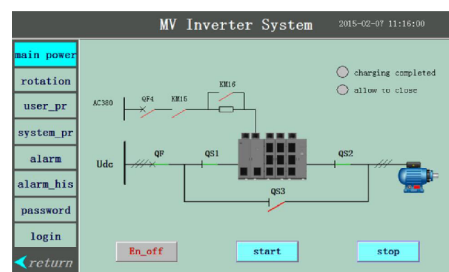 MV Inverter System
2015-02-07 11:16:00
main power
rotation
user_pr
system_pr
alarm
alarm_his
password
login
return
charging completed
allow to close
KM16
AC380
QF4
KM15
Udc
QF
QS1
QS2
QS3
En_off
start
stop